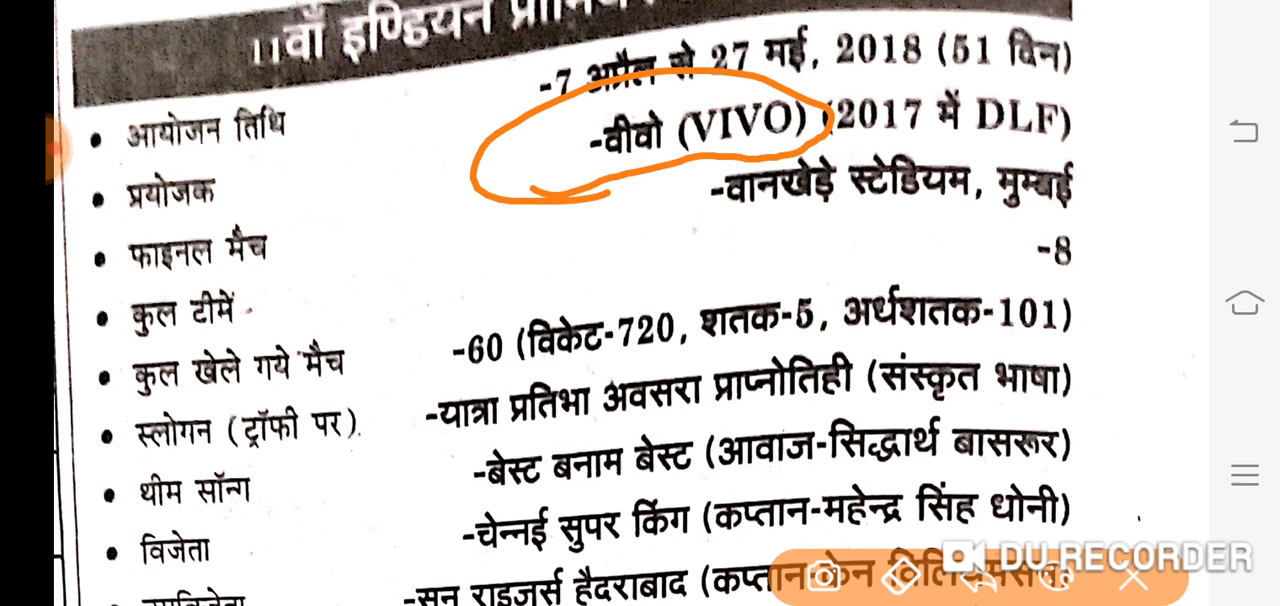 11वाँ इण्डियन
• आयोजन तिथि -7 अप्रैल से 27 मई, 2018 (51 दिन)
• प्रयोजक -वीवो (VIVO) (2017 में DLF)
• फाइनल मैच -वानखेड़े स्टेडियम, मुम्बई
• कुल टीमें -8
• कुल खेले गये मैच -60 (विकेट-720, शतक-5, अर्धशतक-101)
• स्लोगन (ट्रॉफी पर) -यात्रा प्रतिभा अवसरा प्राप्नोतिही (संस्कृत भाषा)
• थीम सॉन्ग -बेस्ट बनाम बेस्ट (आवाज-सिद्धार्थ बासरूर)
• विजेता -चेन्नई सुपर किंग (कप्तान-महेन्द्र सिंह धोनी)
-सन राइजर्स हैदराबाद (कप्तान-केन
DU RECORDER